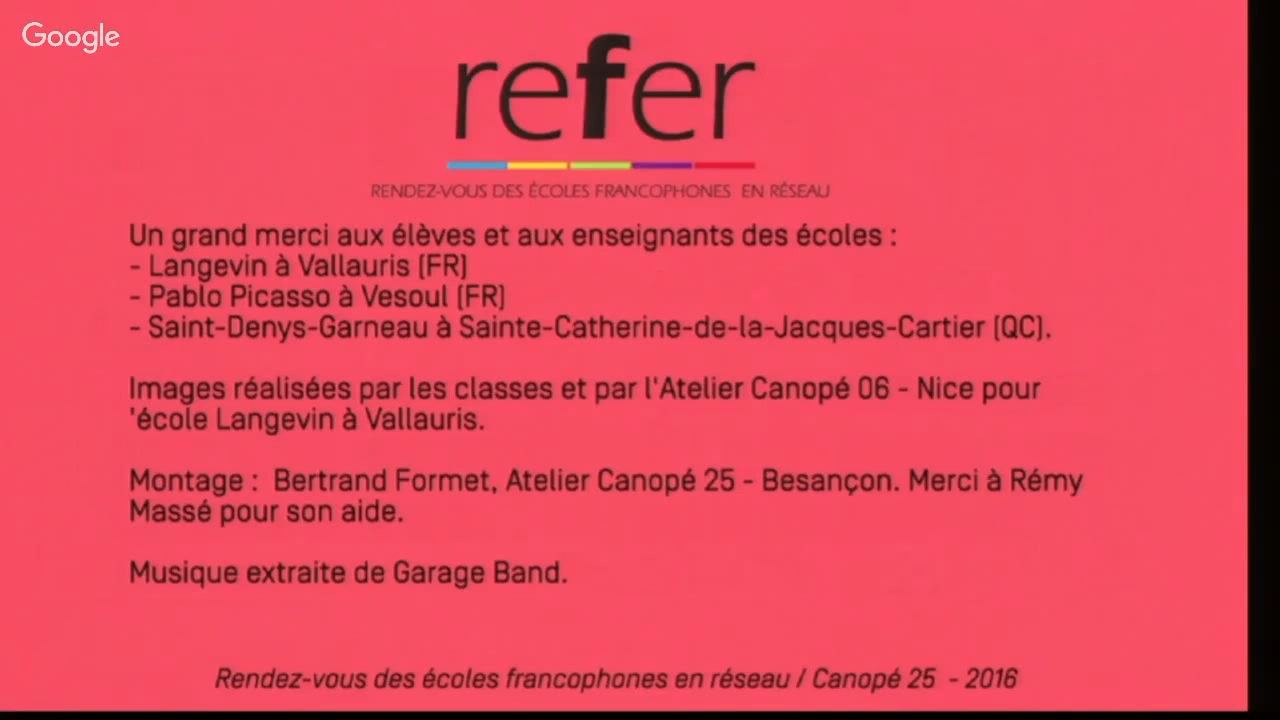 Google
refer
RENDEZ-VOUS DES ÉCOLES FRANCOPHONES EN RÉSEAU
Un grand merci aux élèves et aux enseignants des écoles :
- Langevin à Vallauris (FR)
- Pablo Picasso à Vesoul (FR)
- Saint-Denys-Garneau à Sainte-Catherine-de-la-Jacques-Cartier (QC).
Images réalisées par les classes et par l'Atelier Canopé 06 - Nice pour
'école Langevin à Vallauris.
Montage : Bertrand Formet, Atelier Canopé 25 - Besançon. Merci à Rémy
Massé pour son aide.
Musique extraite de Garage Band.
Rendez-vous des écoles francophones en réseau / Canopé 25 - 2016